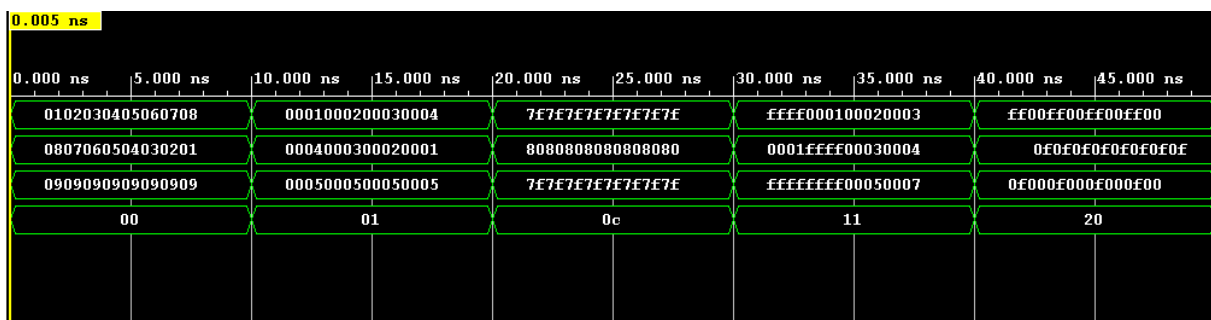 0.005 ns
0.000 ns 5.000 ns 10.000 ns 15.000 ns 20.000 ns 25.000 ns 30.000 ns 35.000 ns 40.000 ns 45.000 ns
0102030405060708 0001000200030004 7f7f7f7f7f7f7f7f ffff000100020003 ff00ff00ff00ff00
0807060504030201 0004000300020001 8080808080808080 0001ffff00030004 0f0f0f0f0f0f0f0f
0909090909090909 0005000500050005 7f7f7f7f7f7f7f7f ffffffff00050007 0f000f000f000f00
00 01 0c 11 20